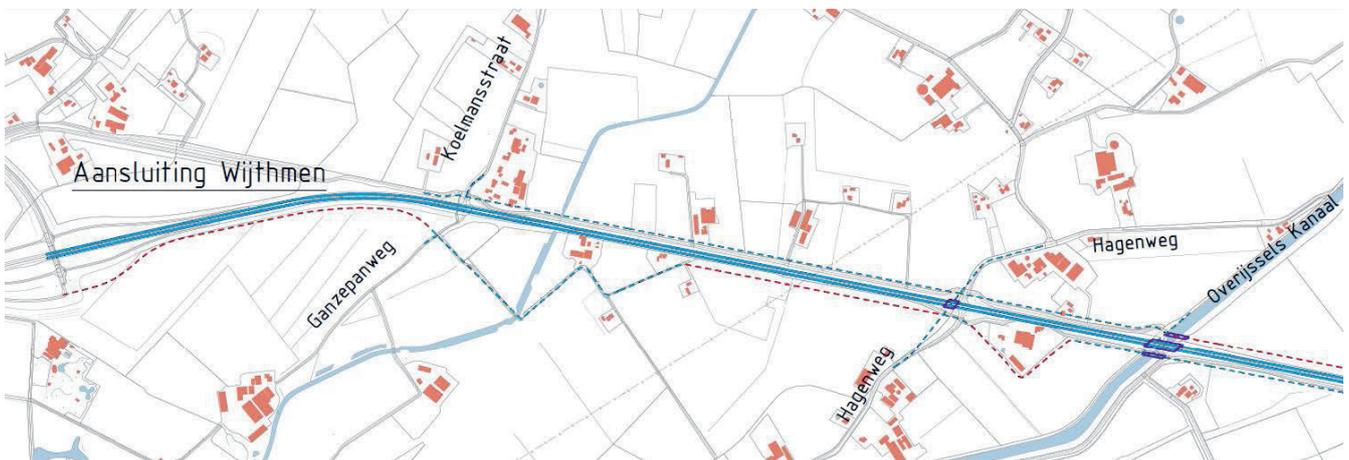 Koelmansstraat
Aansluiting Wijthmen
Ganzepanweg
Hagenweg
Overijssels Kanaal
Hagenweg